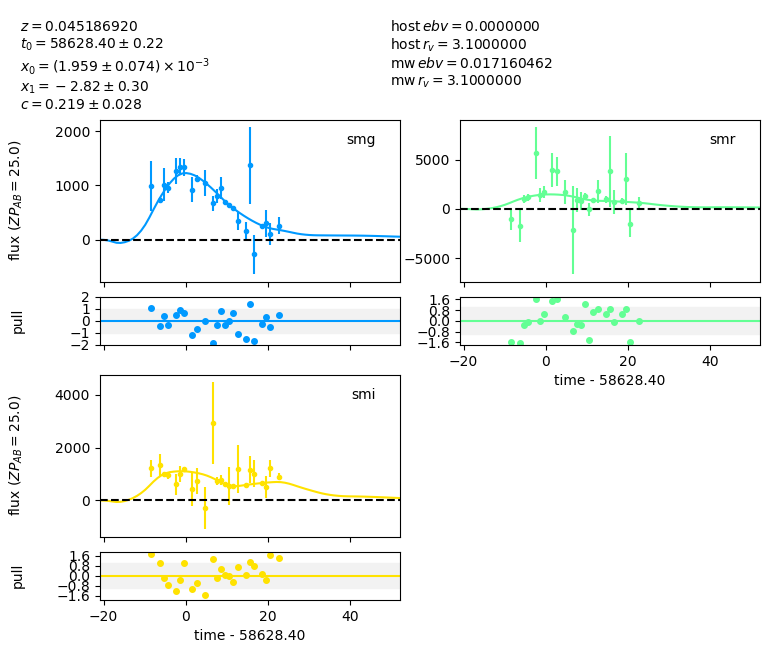 z = 0.045186920
t₀ = 58628.40 ± 0.22
x₀ = (1.959 ± 0.074) × 10⁻³
x₁ = −2.82 ± 0.30
c = 0.219 ± 0.028
host ebv = 0.0000000
host r_v = 3.1000000
mw ebv = 0.017160462
mw r_v = 3.1000000
flux (ZP_AB = 25.0)
2000
1000
0
smg
pull
2
1
0
−1
−2
5000
0
−5000
smr
1.6
0.8
0.0
−0.8
−1.6
−20 0 20 40
time - 58628.40
flux (ZP_AB = 25.0)
4000
2000
0
smi
pull
1.6
0.8
0.0
−0.8
−1.6
−20 0 20 40
time - 58628.40